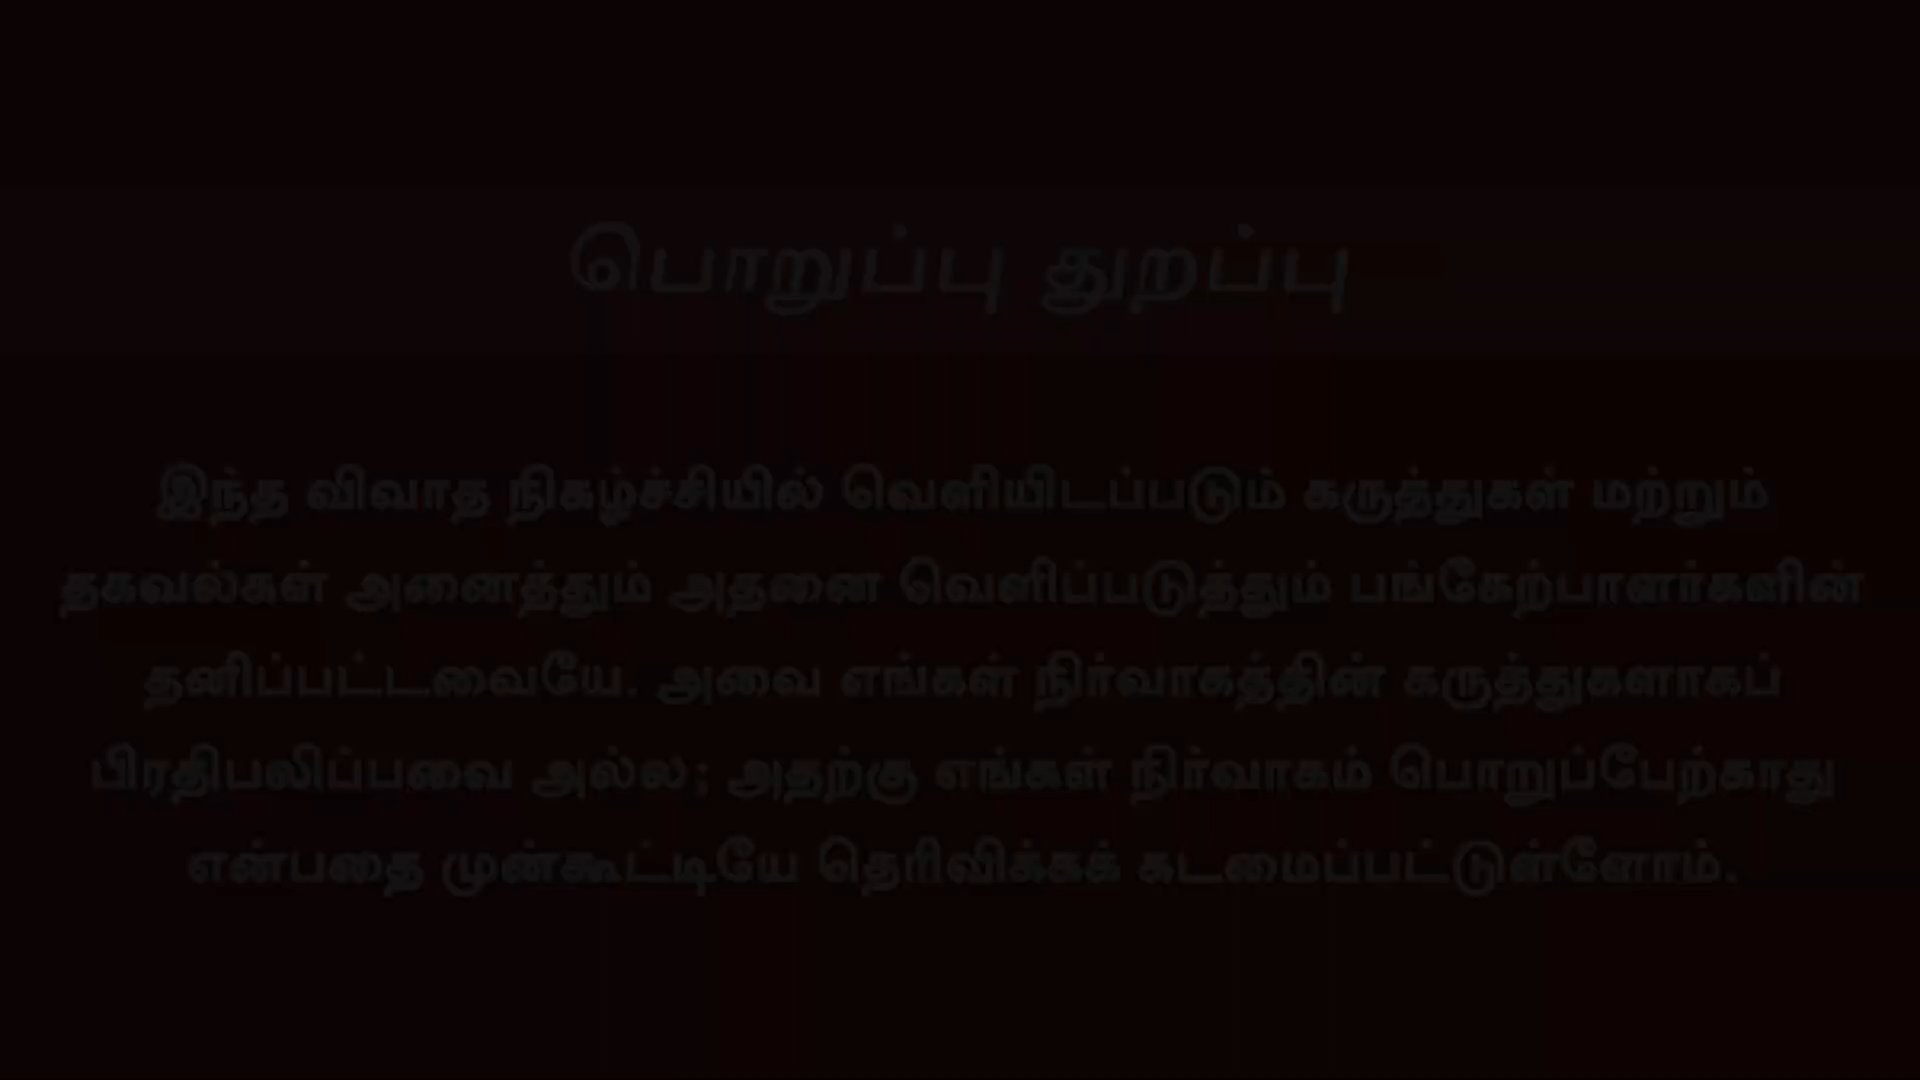 பொறுப்பு துறப்பு
இந்த விவாத நிகழ்ச்சியில் வெளியிடப்படும் கருத்துகள் மற்றும்
தகவல்கள் அனைத்தும் அதனை வெளிப்படுத்தும் பங்கேற்பாளர்களின்
தனிப்பட்டவையே. அவை எங்கள் நிர்வாகத்தின் கருத்துகளாகப்
பிரதிபலிப்பவை அல்ல; அதற்கு எங்கள் நிர்வாகம் பொறுப்பேற்காது
என்பதை முன்கூட்டியே தெரிவிக்கக் கடமைப்பட்டுள்ளோம்.